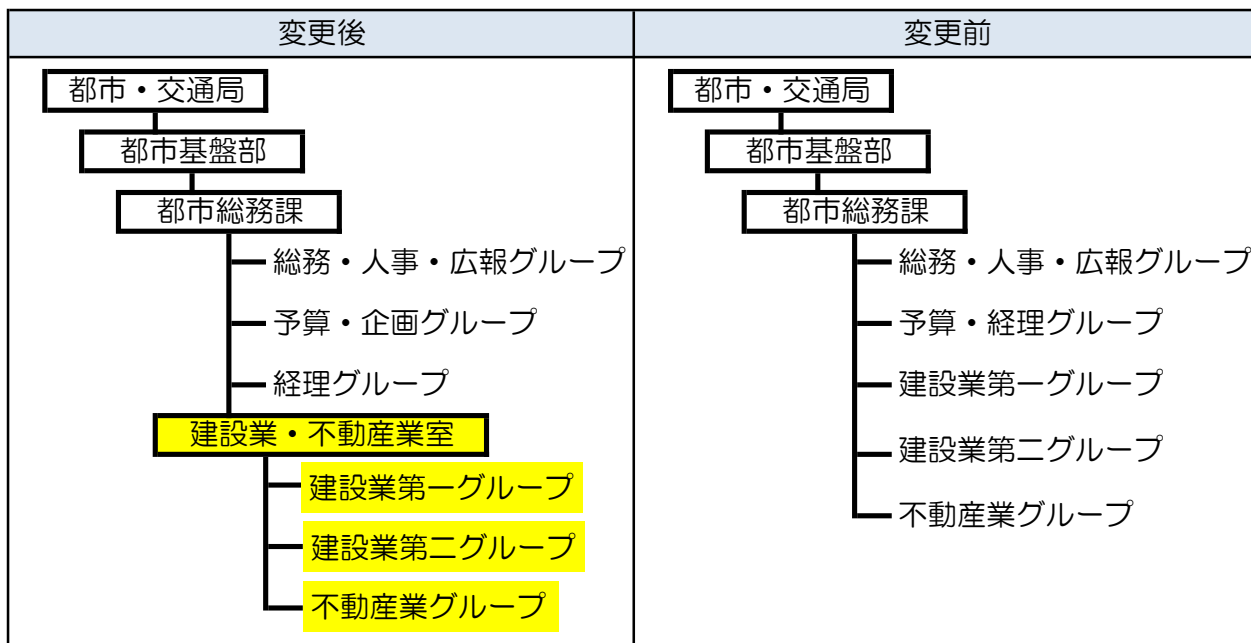 変更後
都市・交通局
都市基盤部
都市総務課
総務・人事・広報グループ
予算・企画グループ
経理グループ
建設業・不動産業室
建設業第一グループ
建設業第二グループ
不動産業グループ
変更前
都市・交通局
都市基盤部
都市総務課
総務・人事・広報グループ
予算・経理グループ
建設業第一グループ
建設業第二グループ
不動産業グループ